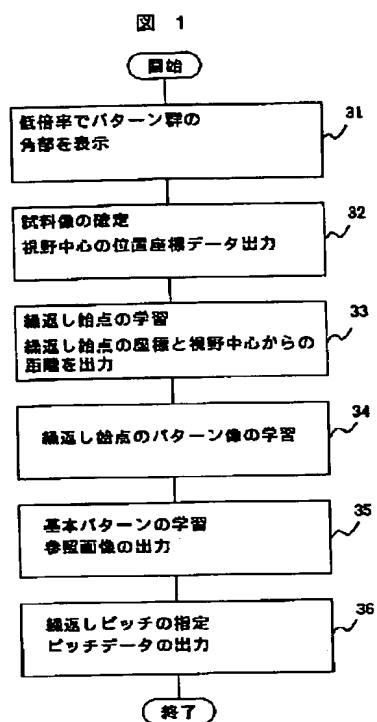 図 1
開始
低倍率でパターン群の
角部を表示
31
試料像の確定
視野中心の位置座標データ出力
32
繰返し始点の学習
繰返し始点の座標と視野中心からの
距離を出力
33
繰返し始点のパターン像の学習
34
基本パターンの学習
参照画像の出力
35
繰返しピッチの指定
ピッチデータの出力
36
終了